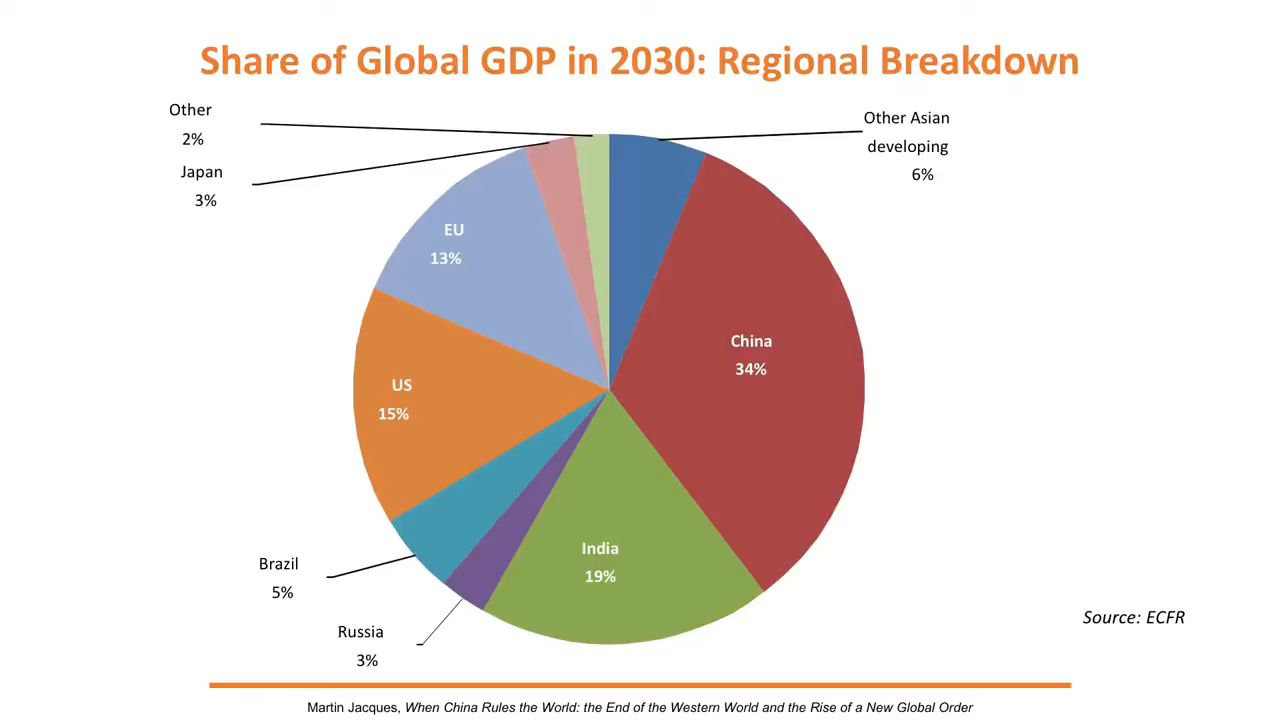 Share of Global GDP in 2030: Regional Breakdown
Other
2%
Other Asian
developing
6%
Japan
3%
EU
13%
China
34%
US
15%
India
19%
Brazil
5%
Russia
3%
Source: ECFR
Martin Jacques, When China Rules the World: the End of the Western World and the Rise of a New Global Order